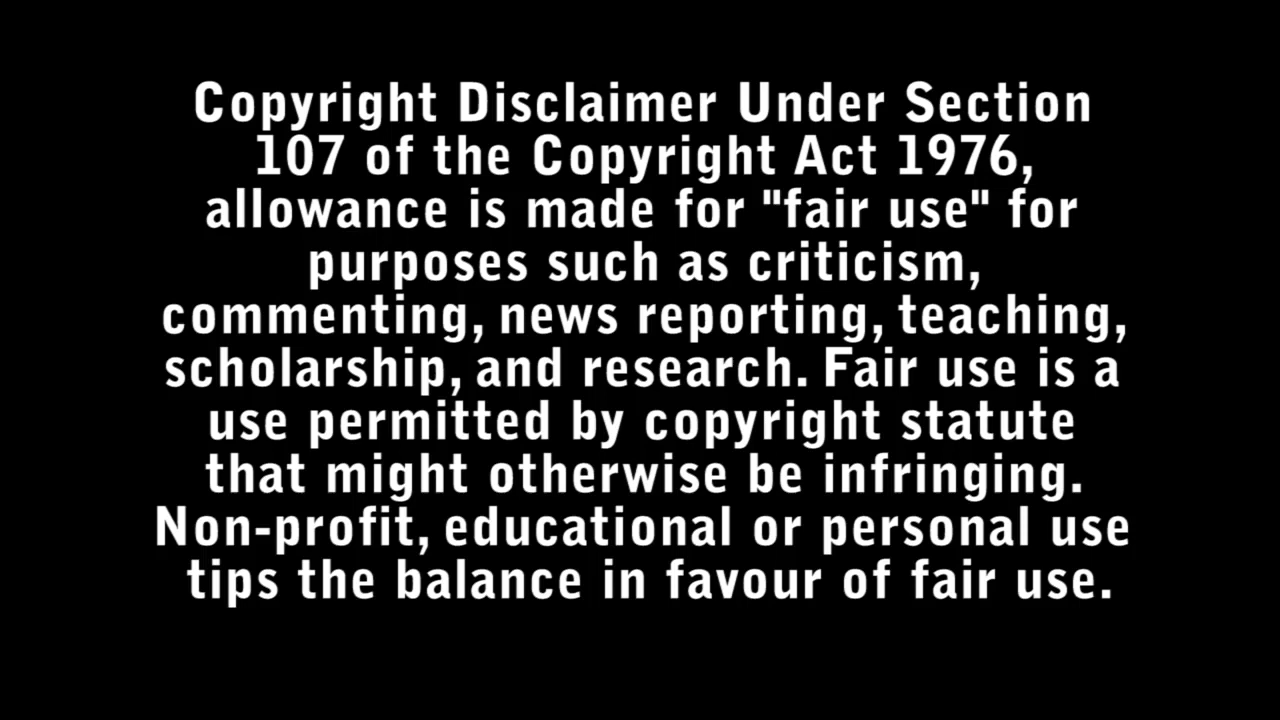 Copyright Disclaimer Under Section
107 of the Copyright Act 1976,
allowance is made for "fair use" for
purposes such as criticism,
commenting, news reporting, teaching,
scholarship, and research. Fair use is a
use permitted by copyright statute
that might otherwise be infringing.
Non-profit, educational or personal use
tips the balance in favour of fair use.